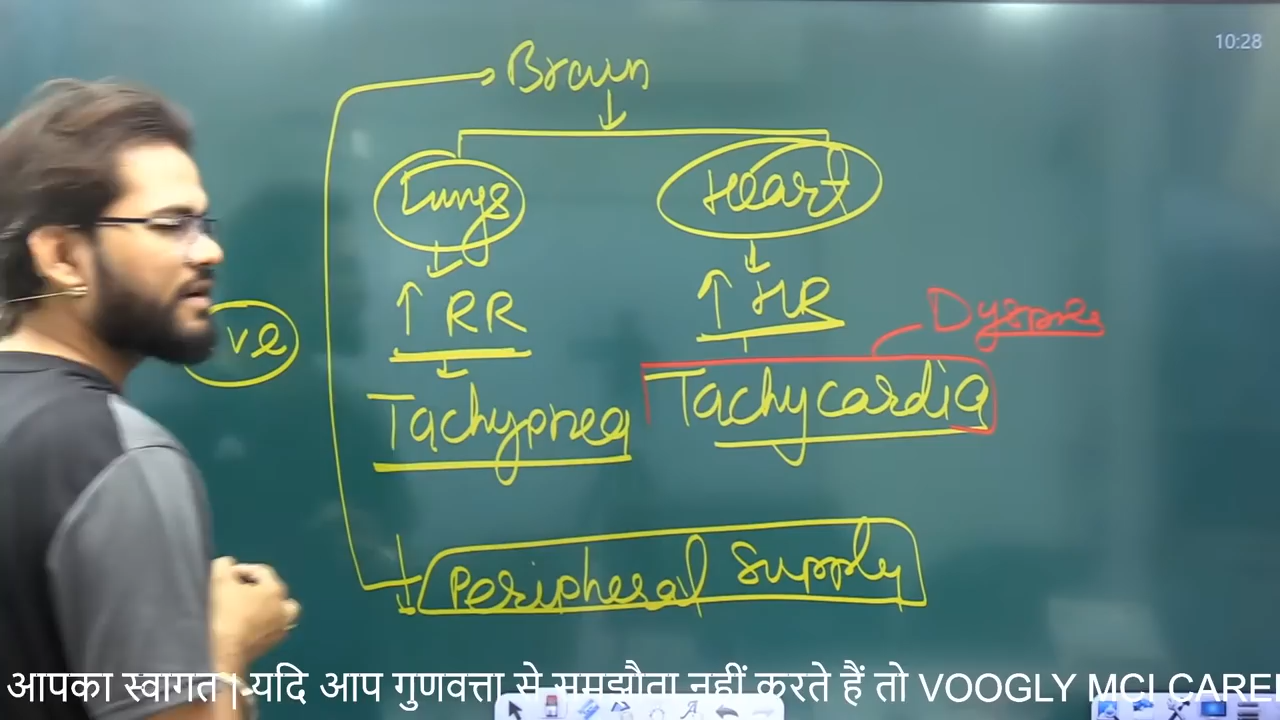 10:28
Brain
Lungs
Heart
↑ RR
↑ HR
ve
Tachypnea
Tachycardia
↓ Peripheral Supply
आपका स्वागत | यदि आप गुणवत्ता से समझौता नहीं करते हैं तो VOOGLY MCI CARE